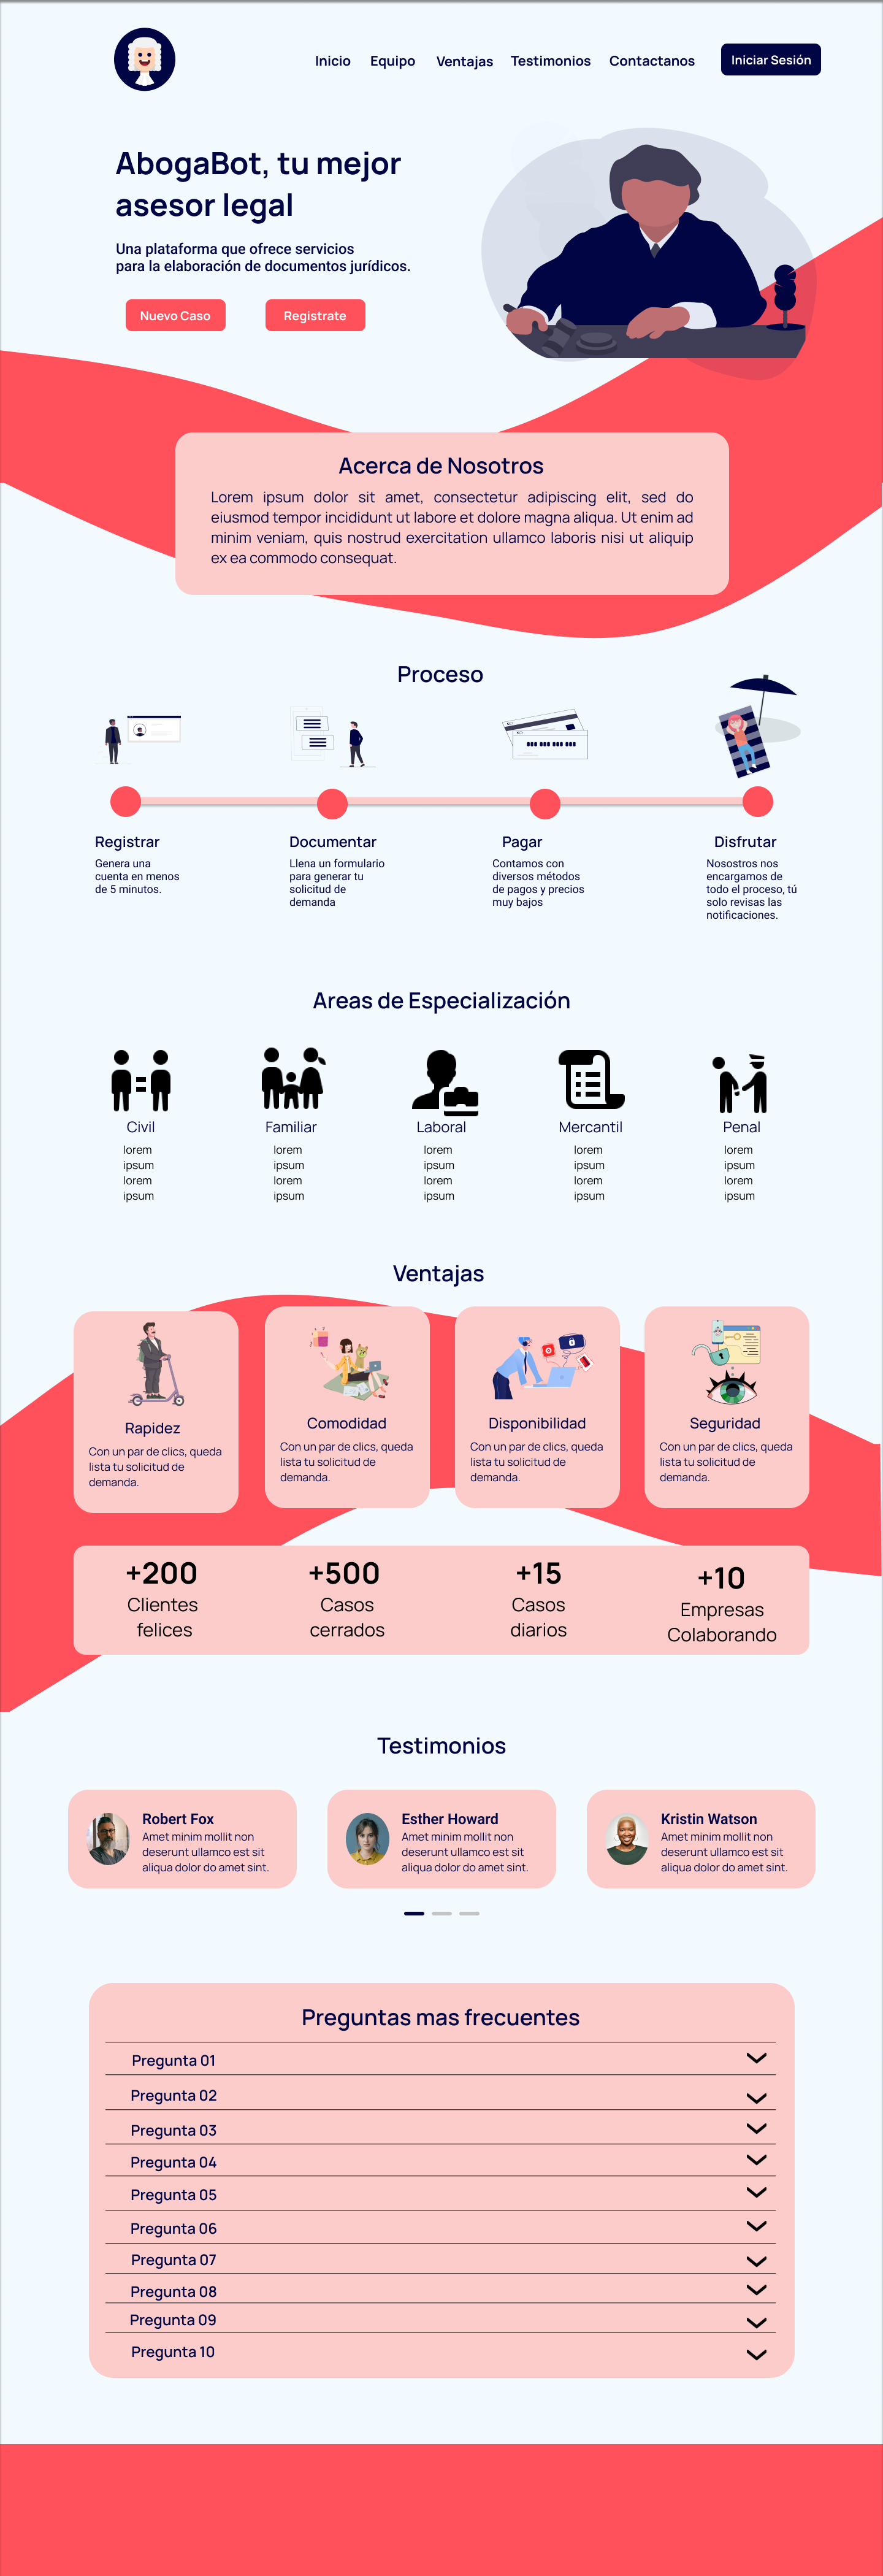 Inicio Equipo Ventajas Testimonios Contactanos Iniciar Sesión
AbogaBot, tu mejor
asesor legal
Una plataforma que ofrece servicios
para la elaboración de documentos jurídicos.
Nuevo Caso Registrate
Acerca de Nosotros
Lorem ipsum dolor sit amet, consectetur adipiscing elit, sed do
eiusmod tempor incididunt ut labore et dolore magna aliqua. Ut enim ad
minim veniam, quis nostrud exercitation ullamco laboris nisi ut aliquip
ex ea commodo consequat.
Proceso
Registrar
Genera una
cuenta en menos
de 5 minutos.
Documentar
Llena un formulario
para generar tu
solicitud de
demanda
Pagar
Contamos con
diversos métodos
de pagos y precios
muy bajos
Disfrutar
Nosostros nos
encargamos de
todo el proceso, tú
solo revisas las
notificaciones.
Areas de Especialización
Civil
lorem
ipsum
lorem
ipsum
Familiar
lorem
ipsum
lorem
ipsum
Laboral
lorem
ipsum
lorem
ipsum
Mercantil
lorem
ipsum
lorem
ipsum
Penal
lorem
ipsum
lorem
ipsum
Ventajas
Rapidez
Con un par de clics, queda
lista tu solicitud de
demanda.
Comodidad
Con un par de clics, queda
lista tu solicitud de
demanda.
Disponibilidad
Con un par de clics, queda
lista tu solicitud de
demanda.
Seguridad
Con un par de clics, queda
lista tu solicitud de
demanda.
+200
Clientes
felices
+500
Casos
cerrados
+15
Casos
diarios
+10
Empresas
Colaborando
Testimonios
Robert Fox
Amet minim mollit non
deserunt ullamco est sit
aliqua dolor do amet sint.
Esther Howard
Amet minim mollit non
deserunt ullamco est sit
aliqua dolor do amet sint.
Kristin Watson
Amet minim mollit non
deserunt ullamco est sit
aliqua dolor do amet sint.
Preguntas mas frecuentes
Pregunta 01
Pregunta 02
Pregunta 03
Pregunta 04
Pregunta 05
Pregunta 06
Pregunta 07
Pregunta 08
Pregunta 09
Pregunta 10